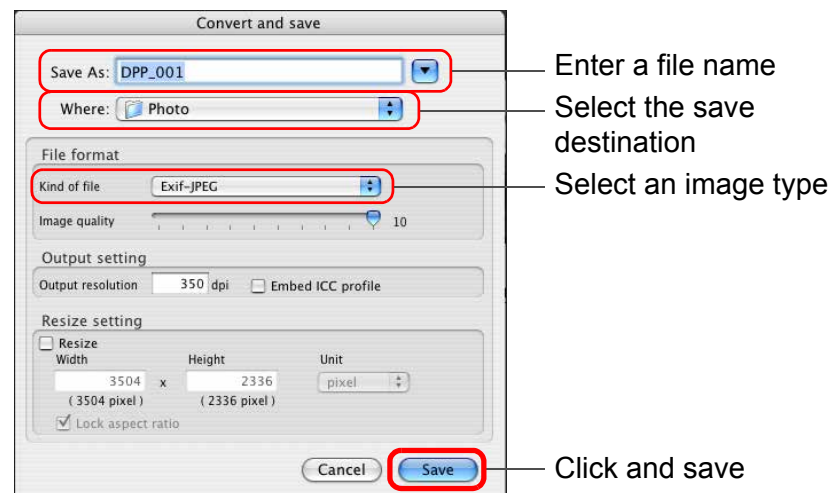 Convert and save
Save As: DPP_001
Enter a file name
Where: Photo
Select the save
destination
File format
Kind of file Exif-JPEG
Select an image type
Image quality 10
Output setting
Output resolution 350 dpi Embed ICC profile
Resize setting
Resize
Width Height Unit
3504 x 2336 pixel
(3504 pixel) (2336 pixel)
Lock aspect ratio
Cancel Save
Click and save